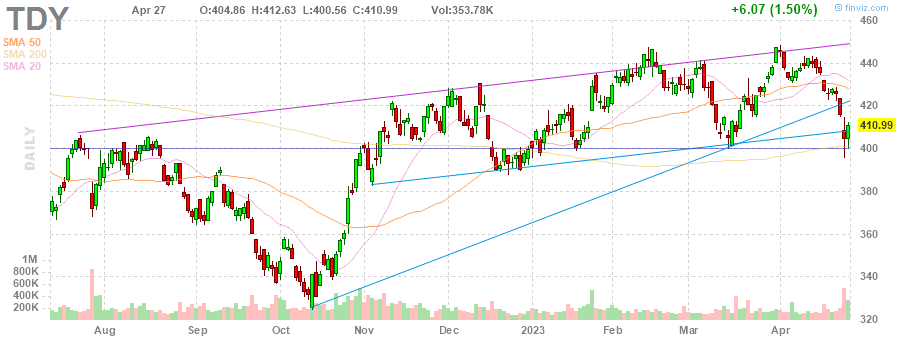 TDY
Apr 27 O:404.86 H:412.63 L:400.56 C:410.99 Vol:353.78K +6.07 (1.50%)
© finviz.com
SMA 50
SMA 200
SMA 20
DAILY
460
440
420
410.99
400
380
360
340
320
1M
800K
600K
400K
200K
Aug Sep Oct Nov Dec 2023 Feb Mar Apr